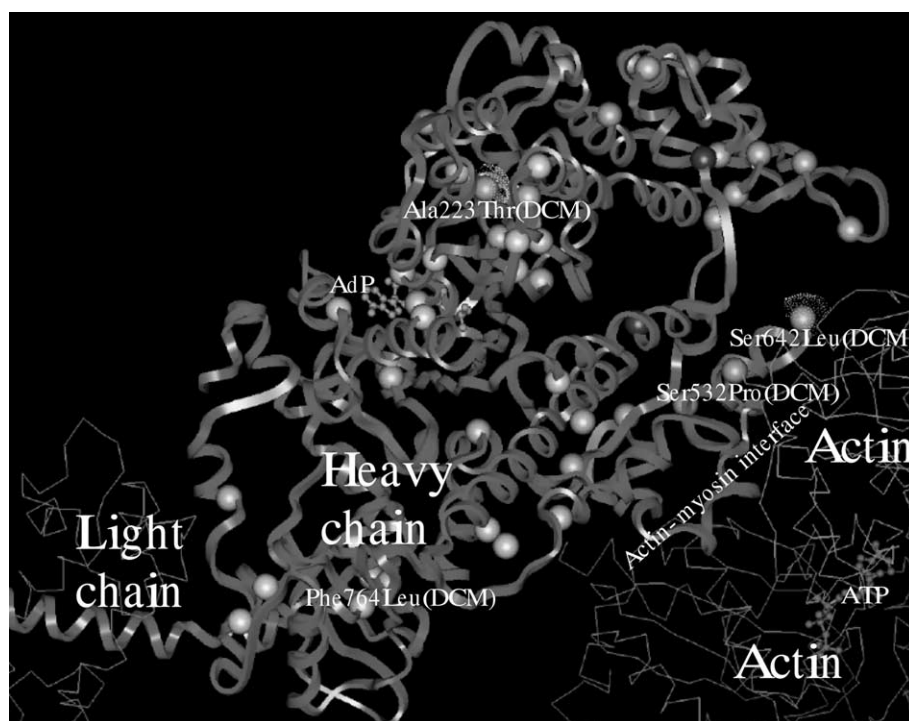 Ala223Thr(DCM)
AdP
Ser642Leu(DCM
Ser532Pro(DCM)
Actin-myosin interface
Actin
Heavy
chain
Light
chain
Phe764Leu(DCM)
ATP
Actin